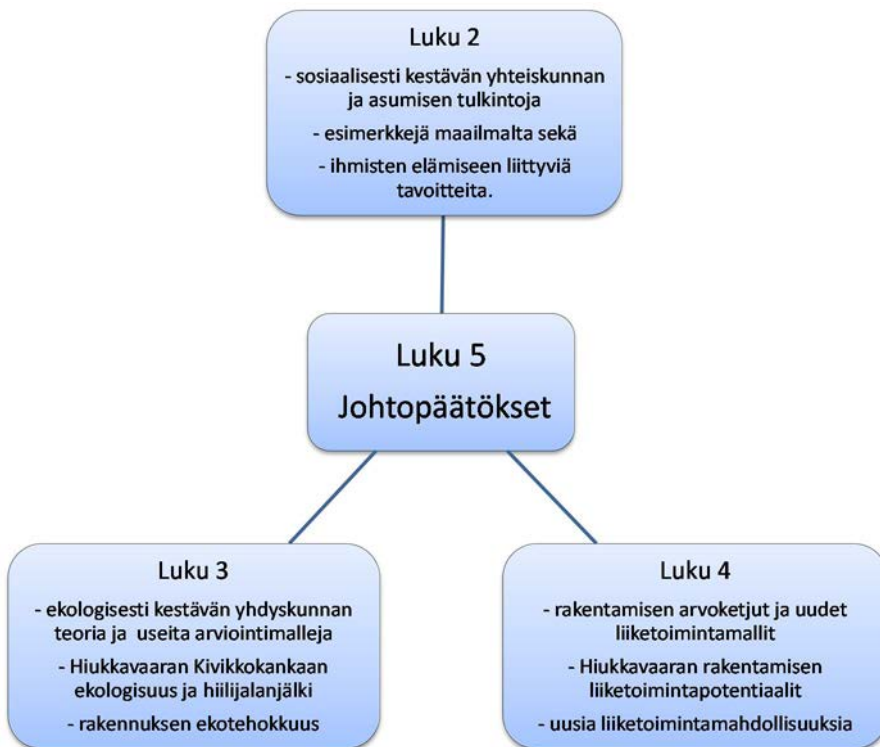 Luku 2
- sosiaalisesti kestävän yhteiskunnan
ja asumisen tulkintoja
- esimerkkejä maailmalta sekä
- ihmisten elämiseen liittyviä
tavoitteita.
Luku 5
Johtopäätökset
Luku 3
- ekologisesti kestävän yhdyskunnan
teoria ja useita arviointimalleja
- Hiukkavaaran Kivikkokankaan
ekologisuus ja hiilijalanjälki
- rakennuksen ekotehokkuus
Luku 4
- rakentamisen arvoketjut ja uudet
liiketoimintamallit
- Hiukkavaaran rakentamisen
liiketoimintapotentiaalit
- uusia liiketoimintamahdollisuuksia